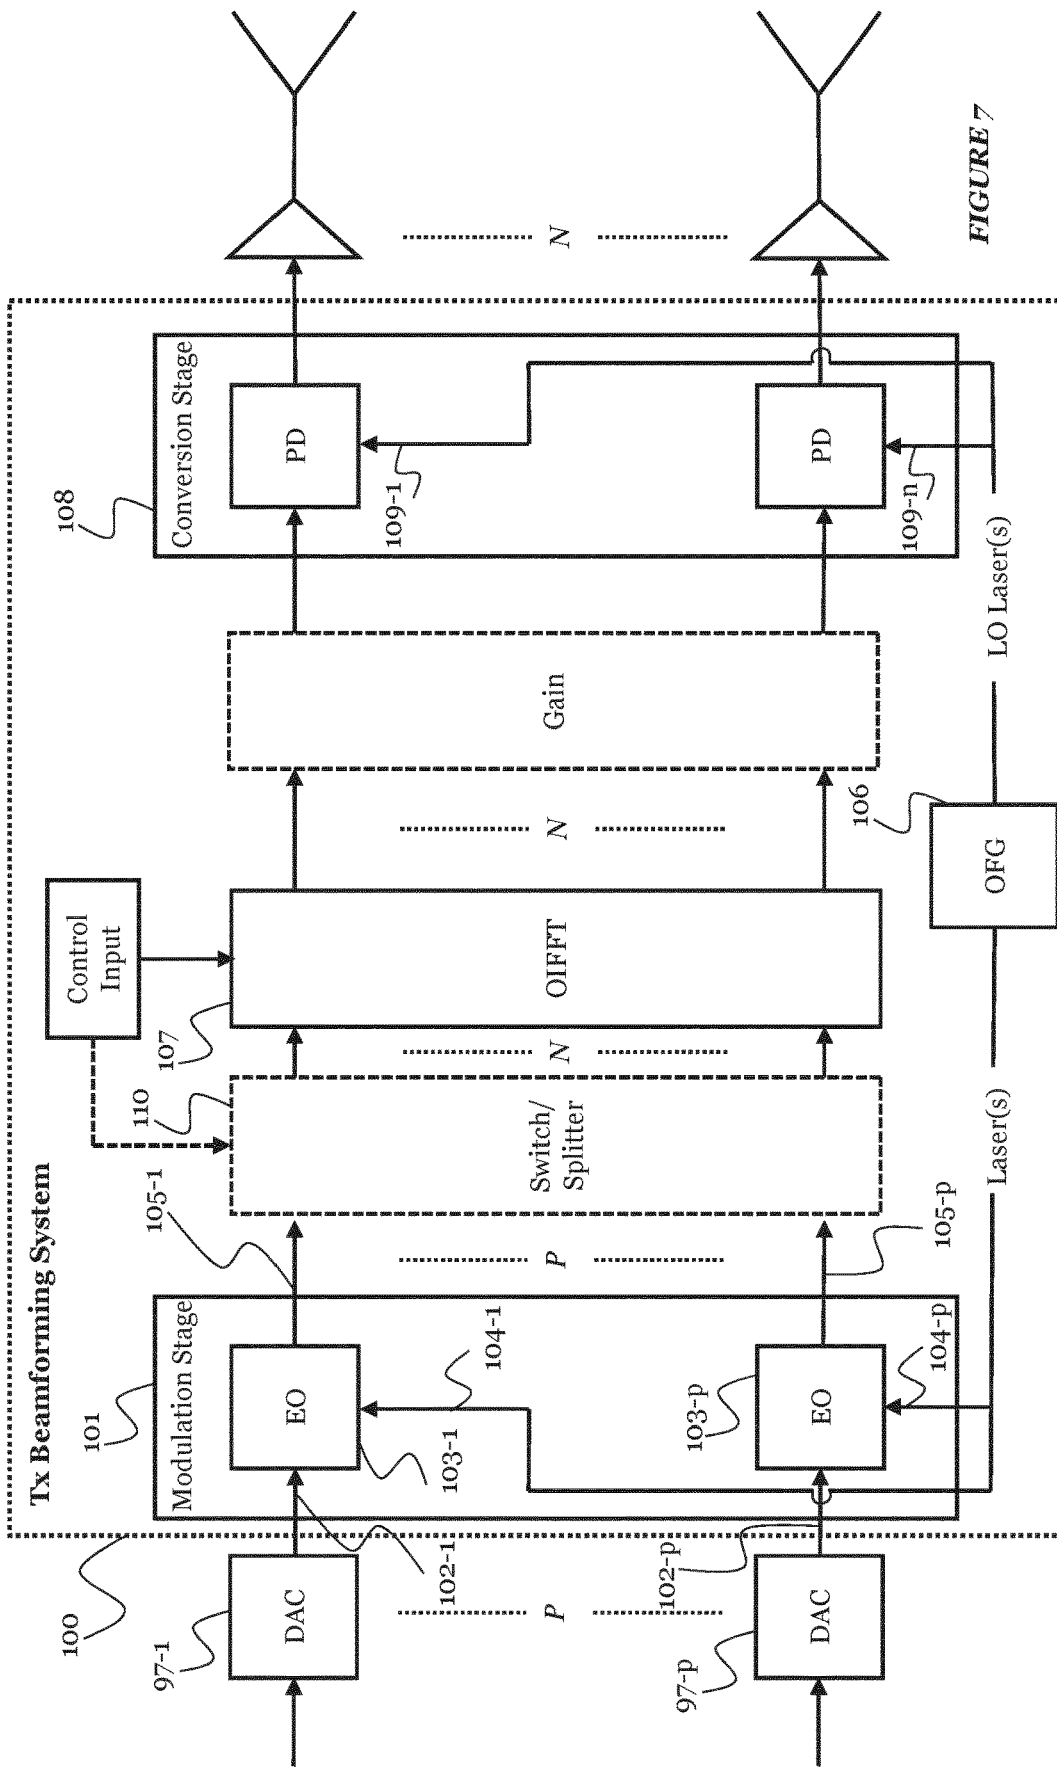 Tx Beamforming System
100
101
Modulation Stage
97-1
DAC
102-1
EO
103-1
104-1
105-1
P
P
97-p
DAC
102-p
103-p
EO
104-p
105-p
110
Switch/
Splitter
N
Control
Input
107
OIFFT
N
Gain
108
Conversion Stage
PD
109-1
PD
109-n
N
Laser(s)
106
OFG
LO Laser(s)
FIGURE 7